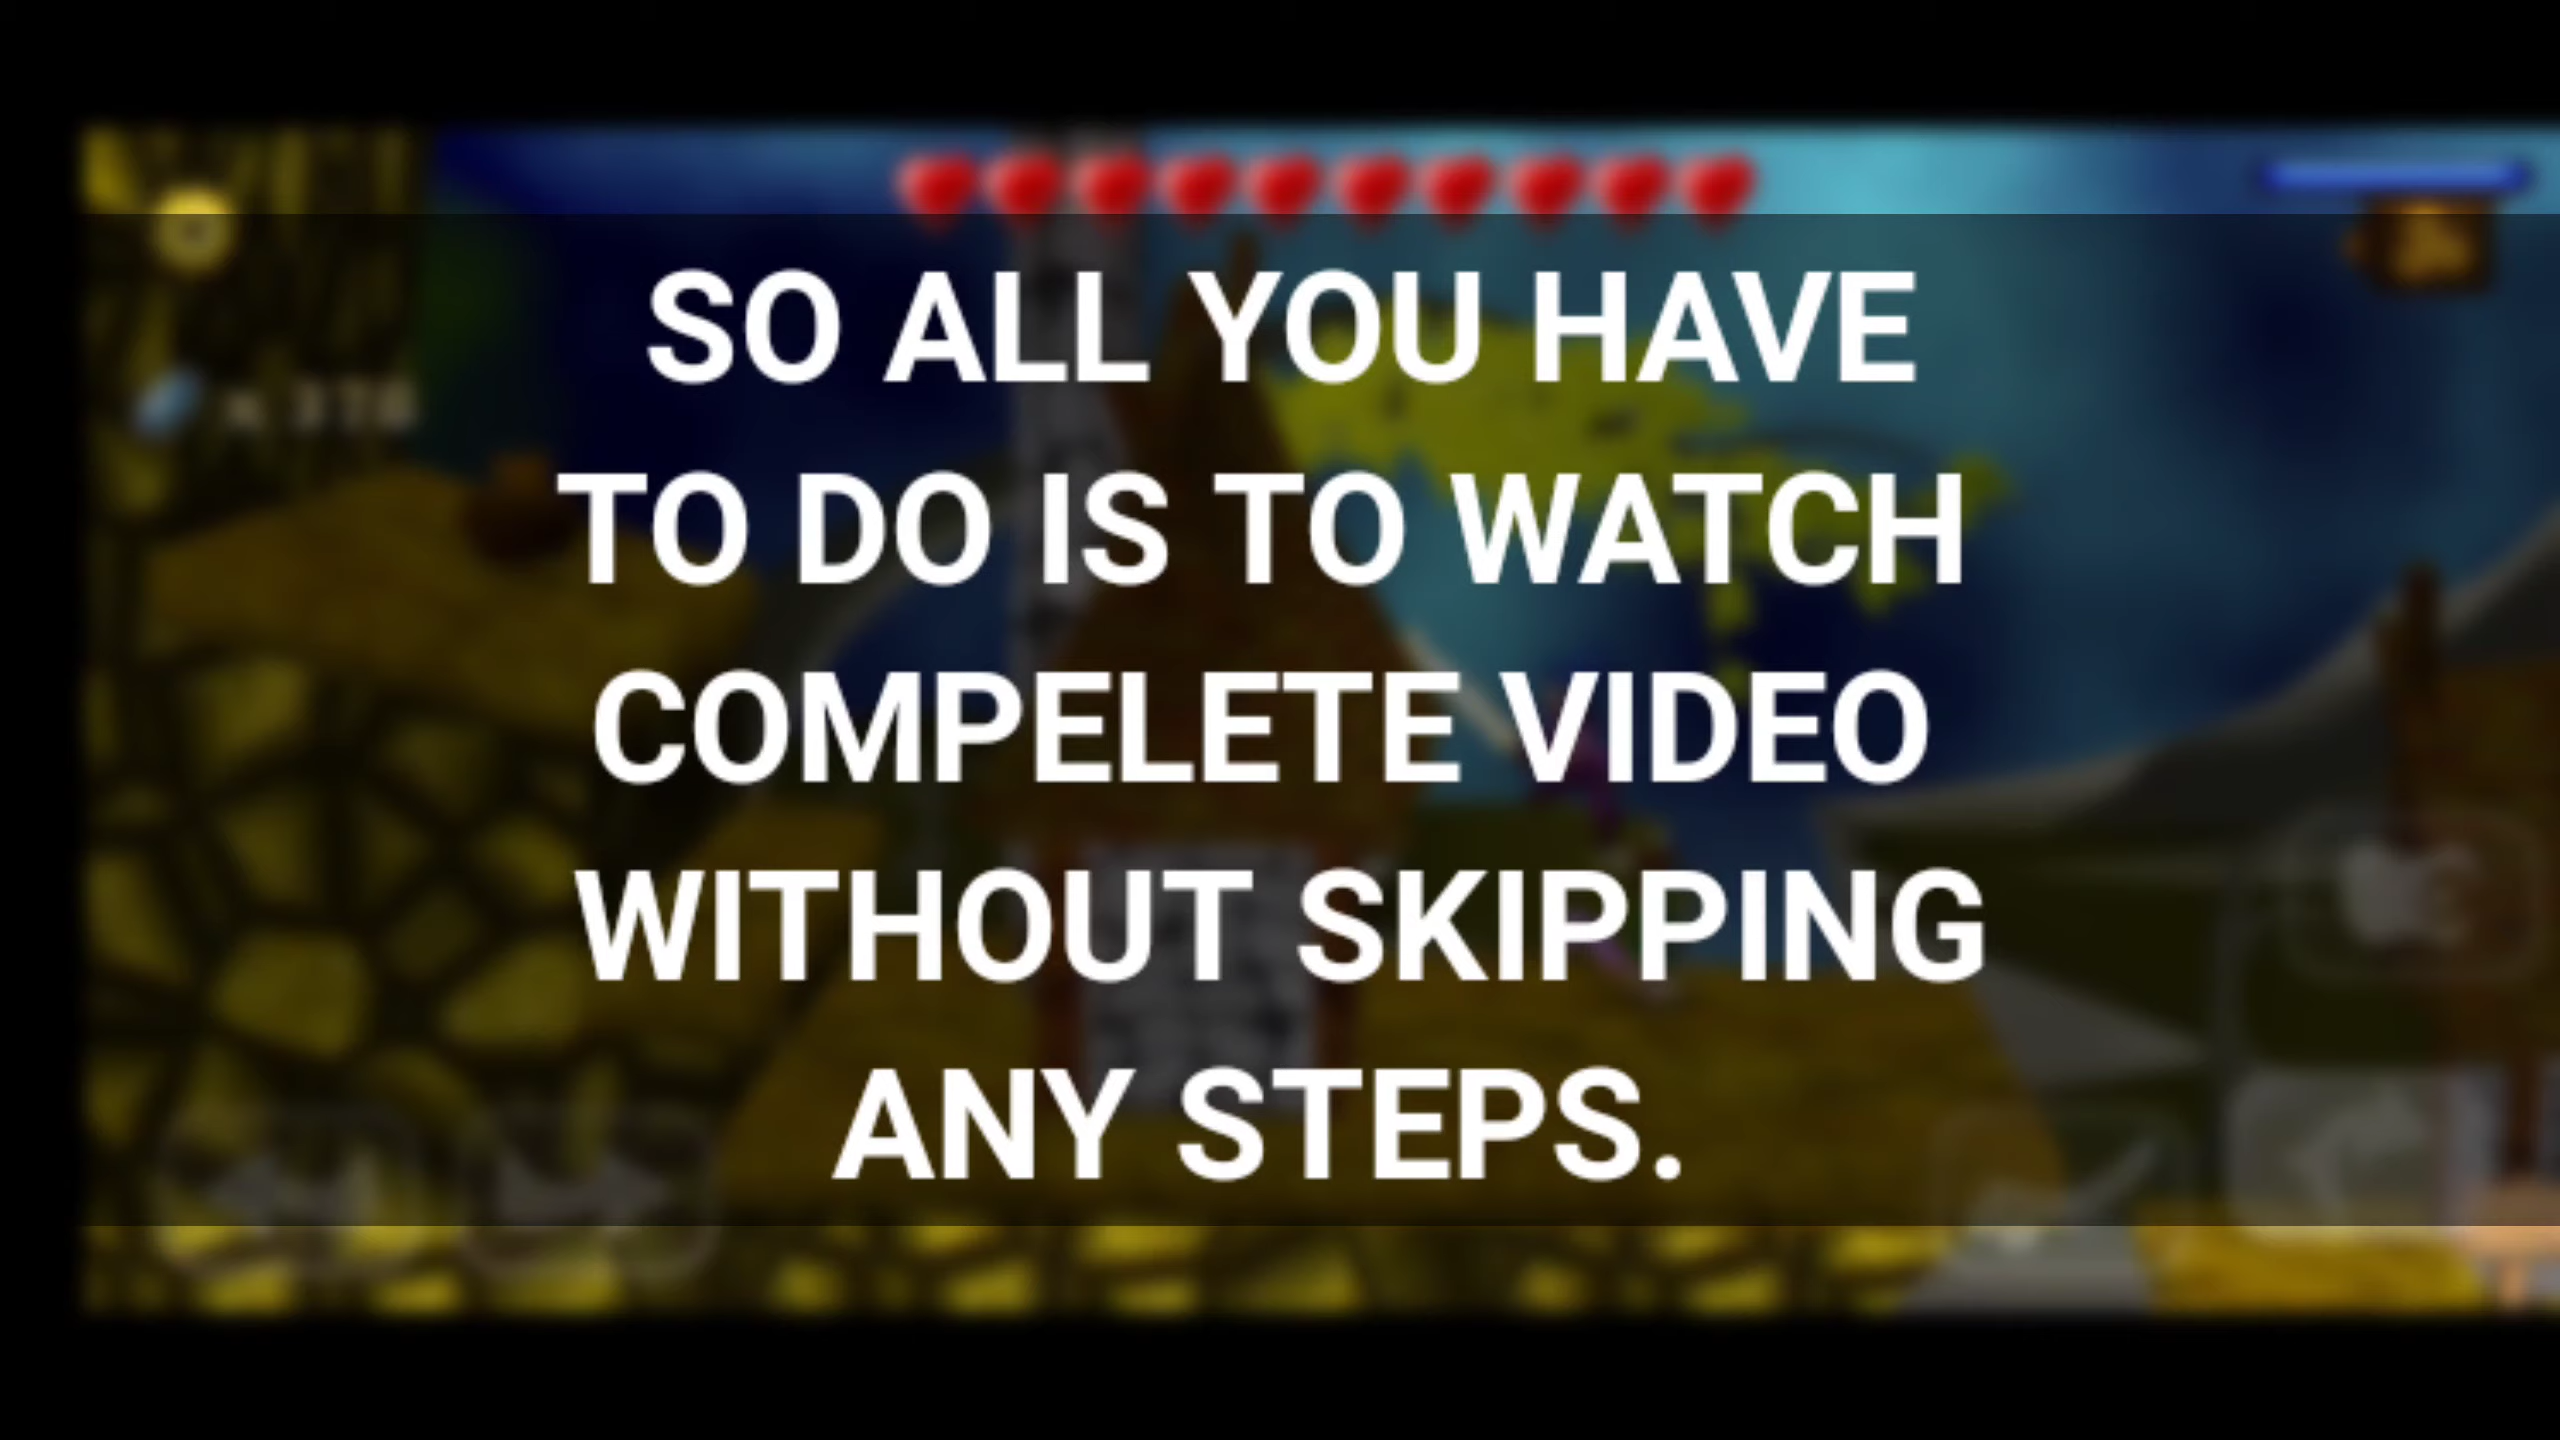 SO ALL YOU HAVE
TO DO IS TO WATCH
COMPELETE VIDEO
WITHOUT SKIPPING
ANY STEPS.